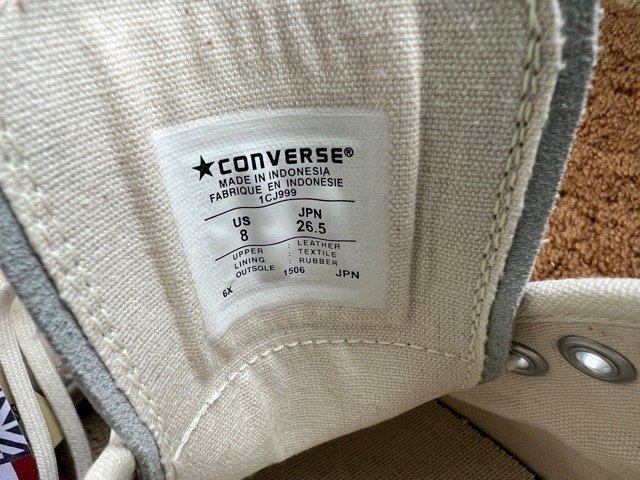 ★CONVERSE®
MADE IN INDONESIA
FABRIQUE EN INDONÉSIE
1CJ999
US JPN
8 26.5
UPPER : LEATHER
LINING : TEXTILE
OUTSOLE : RUBBER
6X 1506 JPN